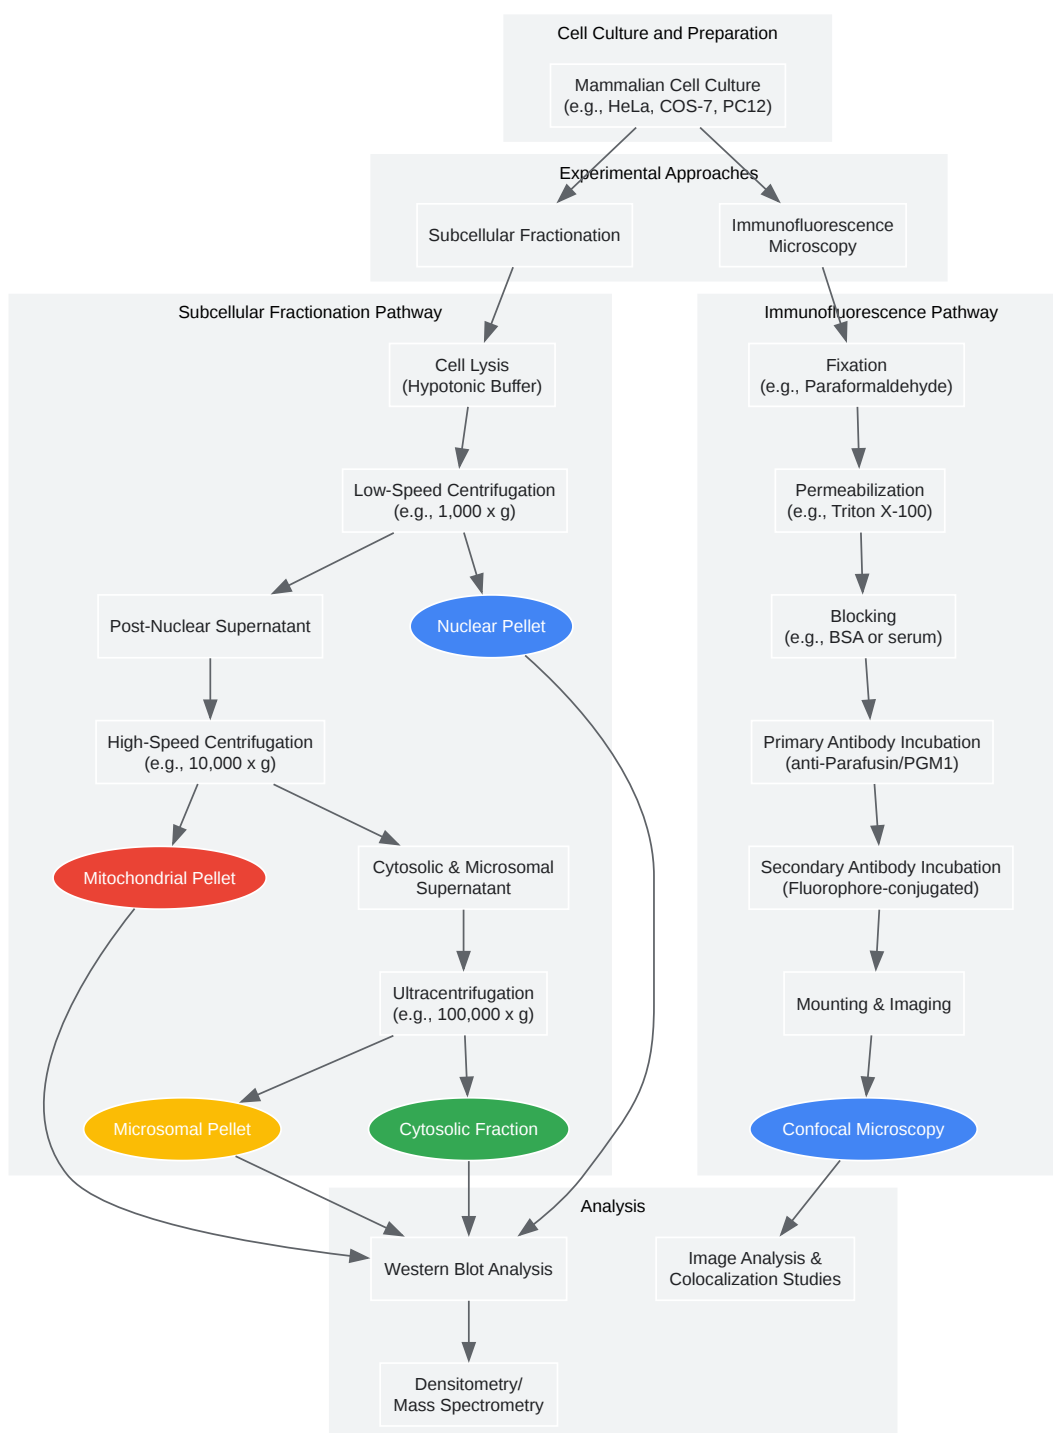 Cell Culture and Preparation
Mammalian Cell Culture
(e.g., HeLa, COS-7, PC12)
Experimental Approaches
Subcellular Fractionation
Immunofluorescence
Microscopy
Subcellular Fractionation Pathway
Immunofluorescence Pathway
Cell Lysis
(Hypotonic Buffer)
Fixation
(e.g., Paraformaldehyde)
Low-Speed Centrifugation
(e.g., 1,000 x g)
Permeabilization
(e.g., Triton X-100)
Post-Nuclear Supernatant
Nuclear Pellet
Blocking
(e.g., BSA or serum)
High-Speed Centrifugation
(e.g., 10,000 x g)
Primary Antibody Incubation
(anti-Parafusin/PGM1)
Mitochondrial Pellet
Cytosolic & Microsomal
Supernatant
Secondary Antibody Incubation
(Fluorophore-conjugated)
Ultracentrifugation
(e.g., 100,000 x g)
Mounting & Imaging
Microsomal Pellet
Cytosolic Fraction
Confocal Microscopy
Analysis
Western Blot Analysis
Image Analysis &
Colocalization Studies
Densitometry/
Mass Spectrometry